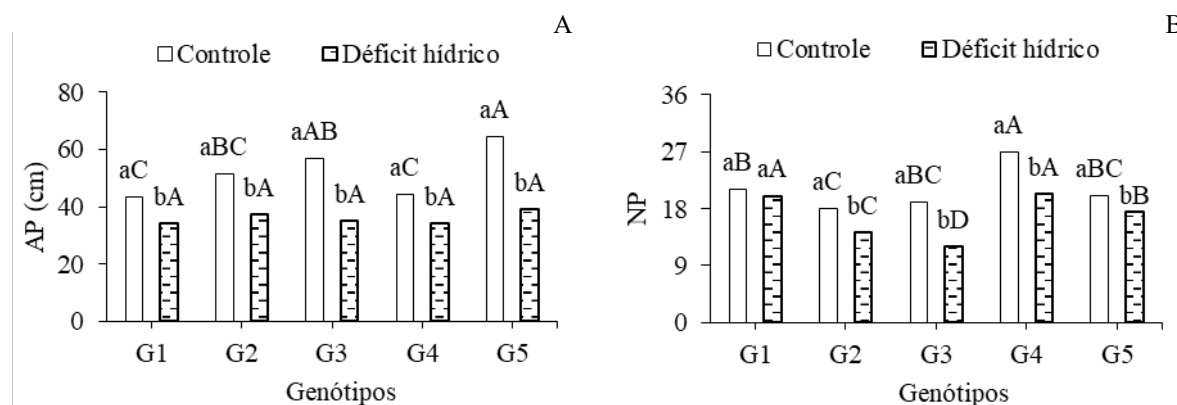 A
Controle Déficit hídrico
AP (cm)
80
60
40
20
0
aC bA aBC bA aAB bA aC bA aA bA
G1 G2 G3 G4 G5
Genótipos
B
Controle Déficit hídrico
NP
36
27
18
9
0
aB aA aC bC aBC bD aA bA aBC bB
G1 G2 G3 G4 G5
Genótipos